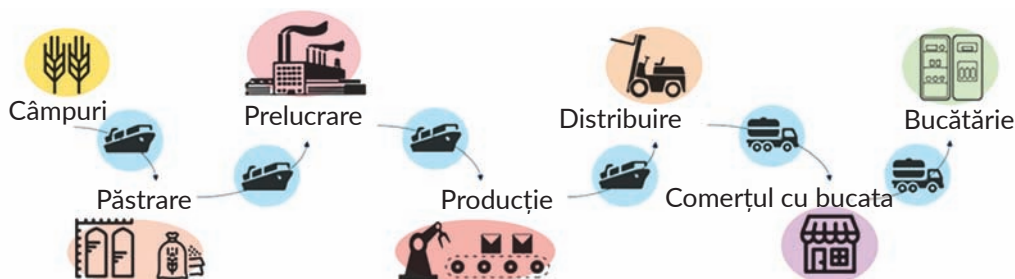 Câmpuri
Păstrare
Prelucrare
Producție
Distribuire
Comerțul cu bucata
Bucătărie